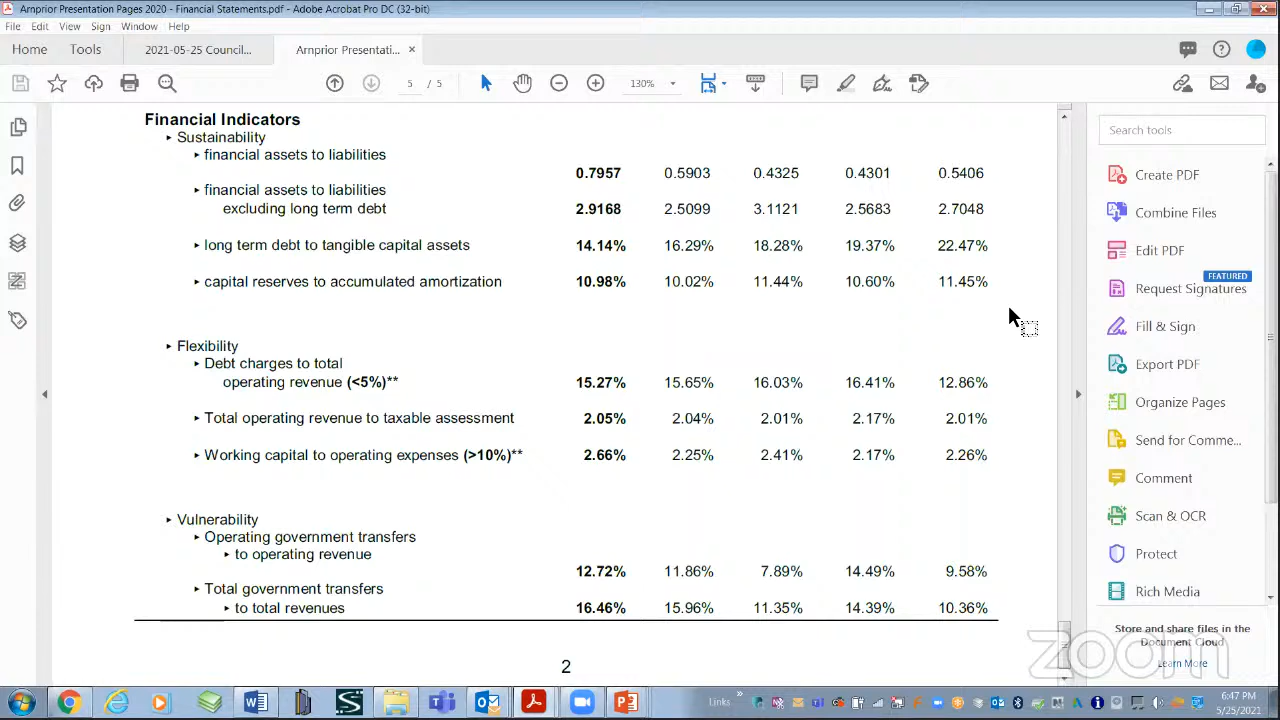 Arnprior Presentation Pages 2020 - Financial Statements.pdf - Adobe Acrobat Pro DC (32-bit)
File Edit View Sign Window Help
Home Tools 2021-05-25 Council... Arnprior Presentati... ×
5 / 5 130%
Financial Indicators
‣ Sustainability
‣ financial assets to liabilities
0.7957 0.5903 0.4325 0.4301 0.5406
‣ financial assets to liabilities
excluding long term debt 2.9168 2.5099 3.1121 2.5683 2.7048
‣ long term debt to tangible capital assets 14.14% 16.29% 18.28% 19.37% 22.47%
‣ capital reserves to accumulated amortization 10.98% 10.02% 11.44% 10.60% 11.45%
‣ Flexibility
‣ Debt charges to total
operating revenue (<5%)** 15.27% 15.65% 16.03% 16.41% 12.86%
‣ Total operating revenue to taxable assessment 2.05% 2.04% 2.01% 2.17% 2.01%
‣ Working capital to operating expenses (>10%)** 2.66% 2.25% 2.41% 2.17% 2.26%
‣ Vulnerability
‣ Operating government transfers
‣ to operating revenue
12.72% 11.86% 7.89% 14.49% 9.58%
‣ Total government transfers
‣ to total revenues 16.46% 15.96% 11.35% 14.39% 10.36%
2
Search tools
Create PDF
Combine Files
Edit PDF
FEATURED
Request Signatures
Fill & Sign
Export PDF
Organize Pages
Send for Comme...
Comment
Scan & OCR
Protect
Rich Media
Store and share files in the
Document Cloud
Learn More
zoom
Links »
6:47 PM
5/25/2021